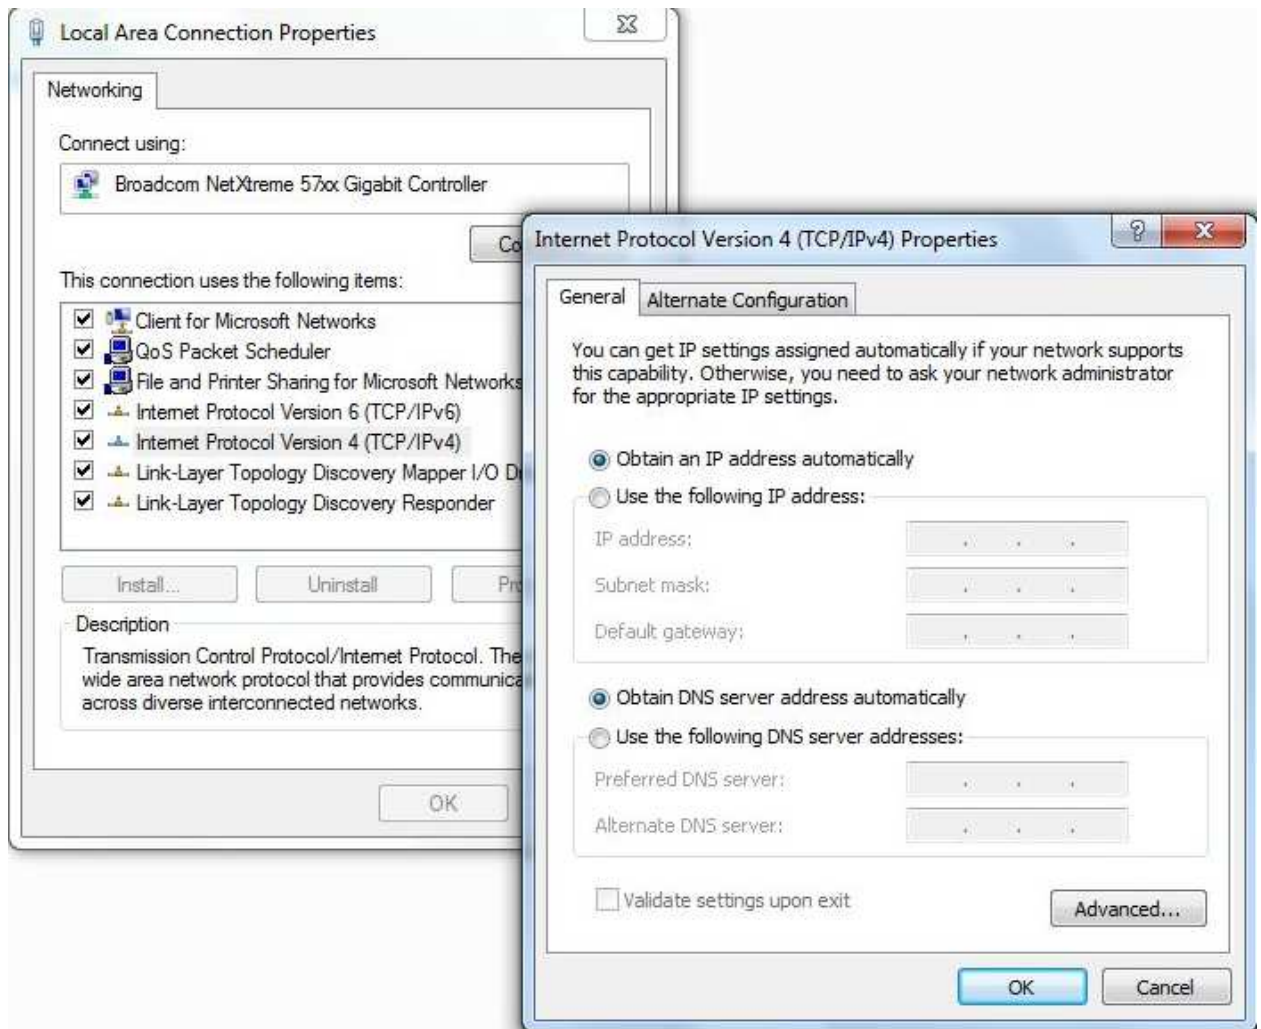 Local Area Connection Properties
Networking
Connect using:
Broadcom NetXtreme 57xx Gigabit Controller
Co
This connection uses the following items:
Client for Microsoft Networks
QoS Packet Scheduler
File and Printer Sharing for Microsoft Networks
Internet Protocol Version 6 (TCP/IPv6)
Internet Protocol Version 4 (TCP/IPv4)
Link-Layer Topology Discovery Mapper I/O D
Link-Layer Topology Discovery Responder
Install...
Uninstall
Pro
Description
Transmission Control Protocol/Internet Protocol. The
wide area network protocol that provides communica
across diverse interconnected networks.
OK
Internet Protocol Version 4 (TCP/IPv4) Properties
General
Alternate Configuration
You can get IP settings assigned automatically if your network supports
this capability. Otherwise, you need to ask your network administrator
for the appropriate IP settings.
Obtain an IP address automatically
Use the following IP address:
IP address:
Subnet mask:
Default gateway:
Obtain DNS server address automatically
Use the following DNS server addresses:
Preferred DNS server:
Alternate DNS server:
Validate settings upon exit
Advanced...
OK
Cancel